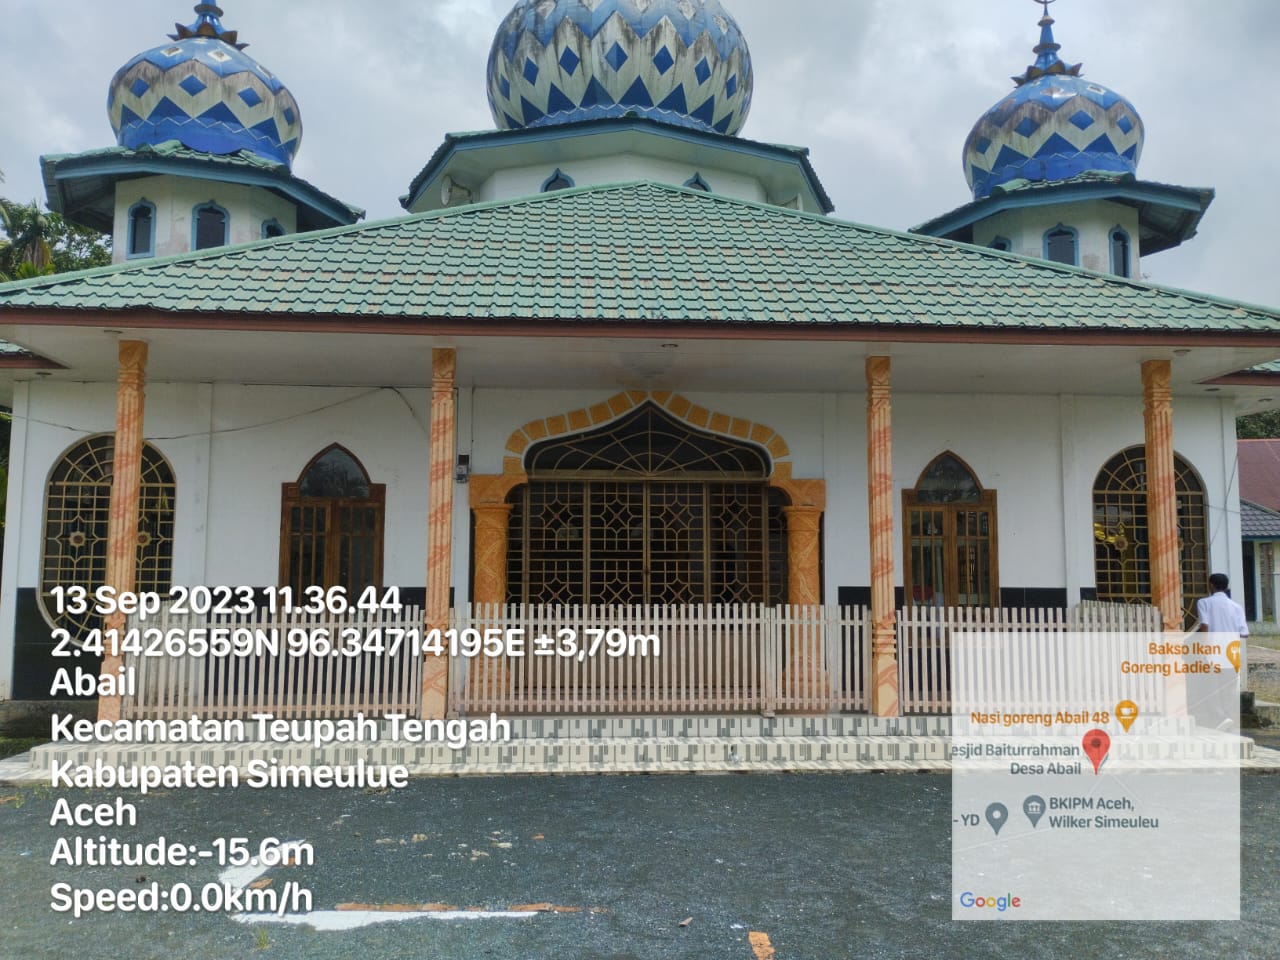 13 Sep 2023 11.36.44
2.41426559N 96.34714195E ±3,79m
Abail
Kecamatan Teupah Tengah
Kabupaten Simeulue
Aceh
Altitude:-15.6m
Speed:0.0km/h
Bakso Ikan
Goreng Ladie's
Nasi goreng Abail 48
esjid Baiturrahman
Desa Abail
- YD
BKIPM Aceh,
Wilker Simeuleu
Google